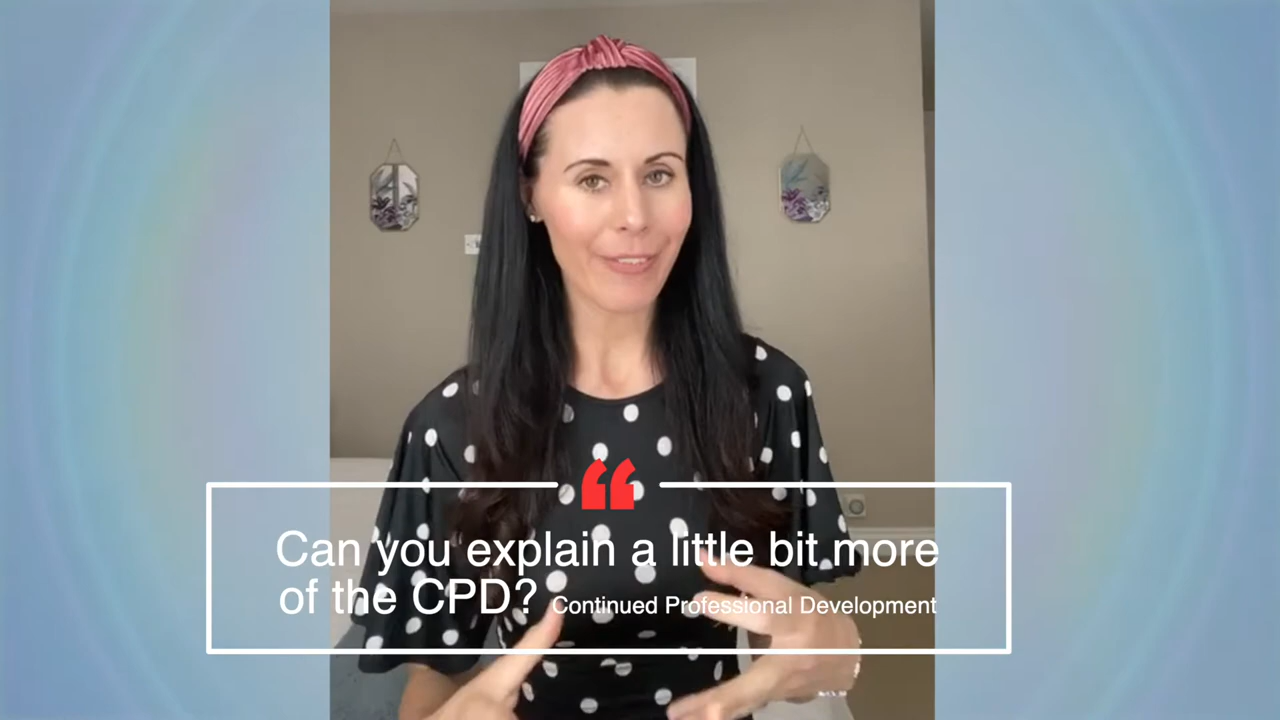 Can you explain a little bit more
of the CPD? Continued Professional Development